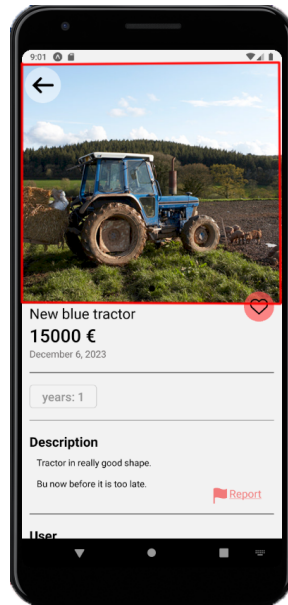 9:01
New blue tractor
15000 €
December 6, 2023
years: 1
Description
Tractor in really good shape.
Bu now before it is too late.
Report
User